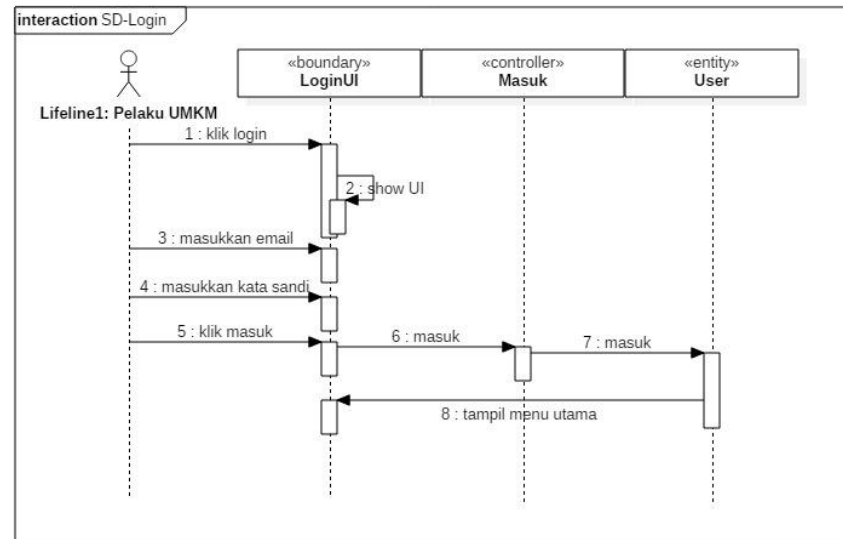 interaction SD-Login
«boundary»
LoginUI
«controller»
Masuk
«entity»
User
Lifeline1: Pelaku UMKM
1 : klik login
2 : show UI
3 : masukkan email
4 : masukkan kata sandi
5 : klik masuk
6 : masuk
7 : masuk
8 : tampil menu utama